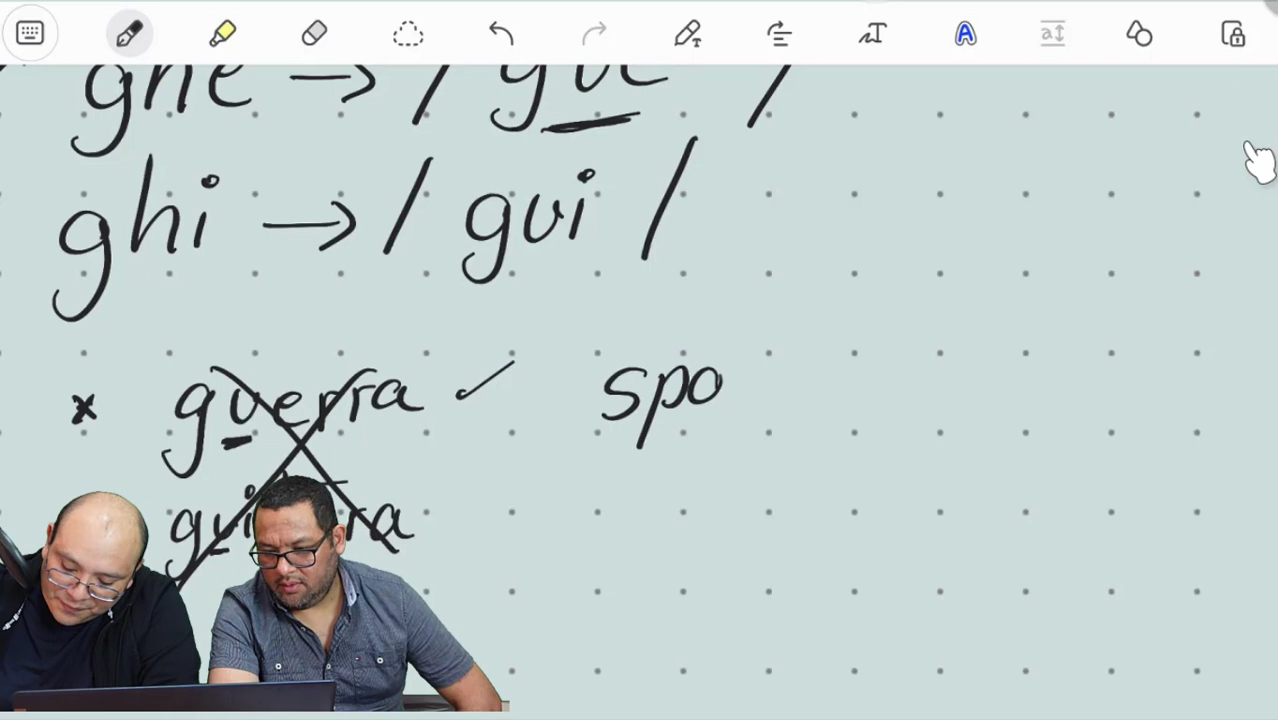 ghe → / gue /
ghi → / gui /
* guerra ✓ spo